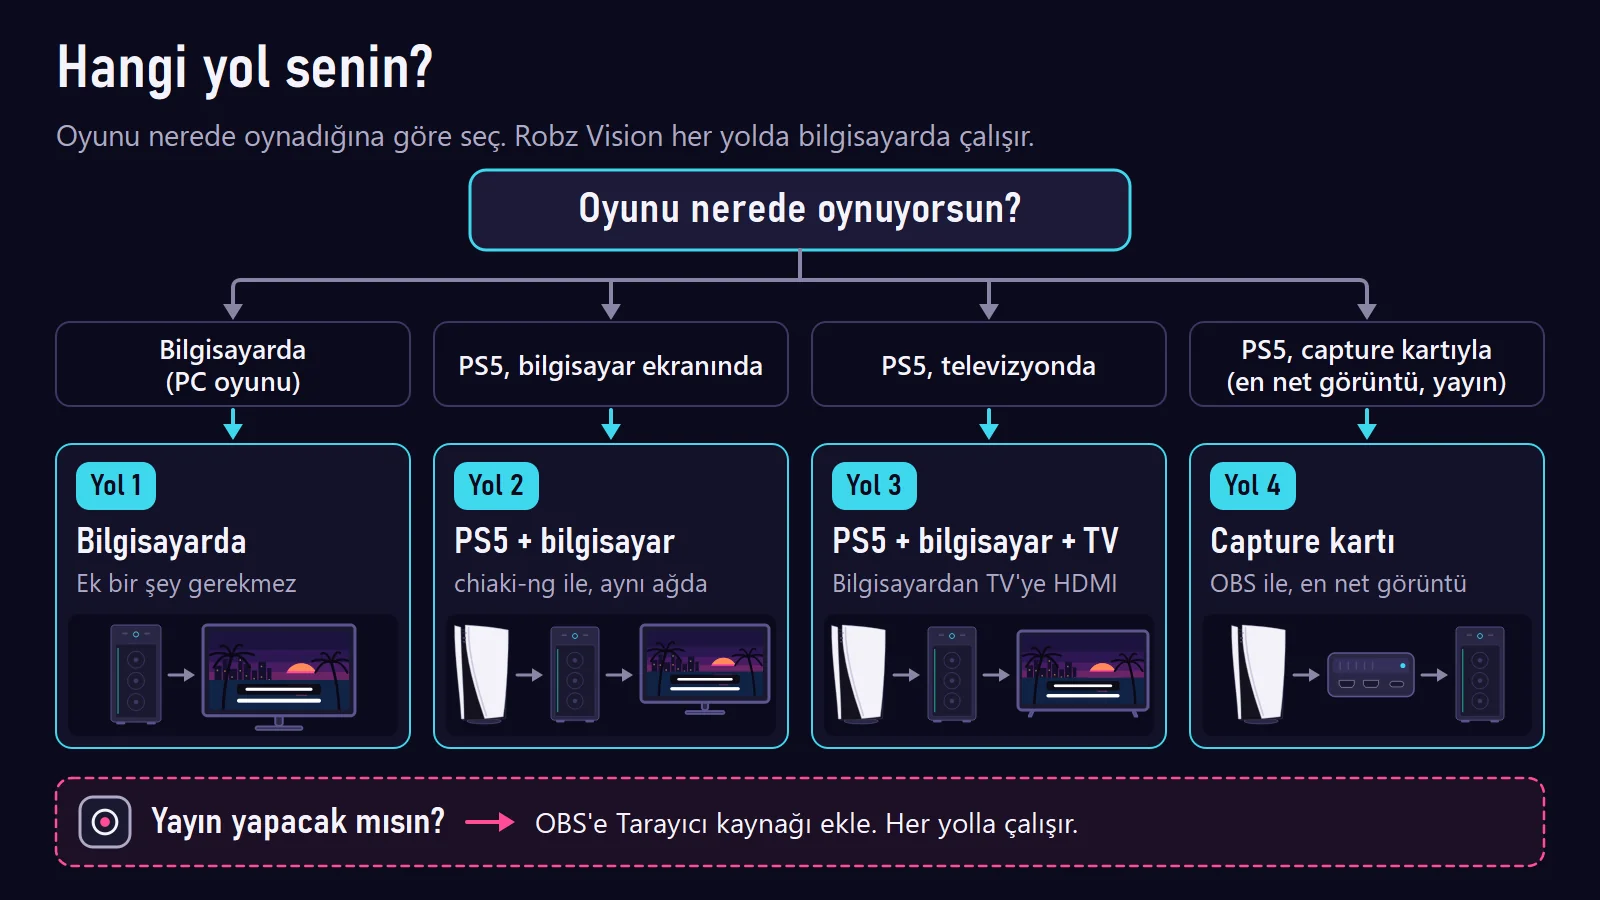 Hangi yol senin?
Oyunu nerede oynadığına göre seç. Robz Vision her yolda bilgisayarda çalışır.
Oyunu nerede oynuyorsun?
Bilgisayarda
(PC oyunu)
PS5, bilgisayar ekranında
PS5, televizyonda
PS5, capture kartıyla
(en net görüntü, yayın)
Yol 1
Bilgisayarda
Ek bir şey gerekmez
Yol 2
PS5 + bilgisayar
chiaki-ng ile, aynı ağda
Yol 3
PS5 + bilgisayar + TV
Bilgisayardan TV'ye HDMI
Yol 4
Capture kartı
OBS ile, en net görüntü
Yayın yapacak mısın?
OBS'e Tarayıcı kaynağı ekle. Her yolla çalışır.